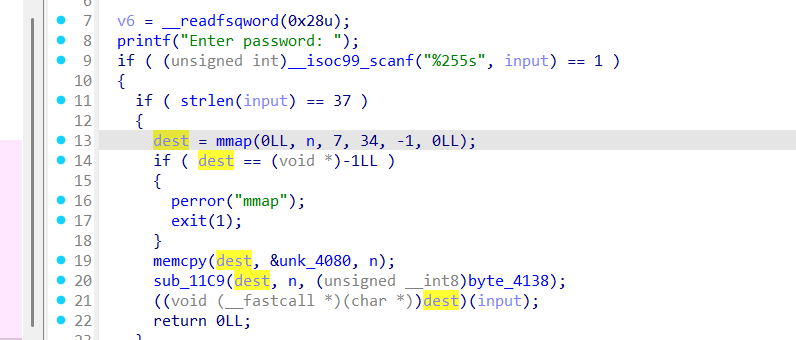 6
7 v6 = __readfsqword(0x28u);
8 printf("Enter password: ");
9 if ( (unsigned int)__isoc99_scanf("%255s", input) == 1 )
10 {
11 if ( strlen(input) == 37 )
12 {
13 dest = mmap(0LL, n, 7, 34, -1, 0LL);
14 if ( dest == (void *)-1LL )
15 {
16 perror("mmap");
17 exit(1);
18 }
19 memcpy(dest, &unk_4080, n);
20 sub_11C9(dest, n, (unsigned __int8)byte_4138);
21 ((void (__fastcall *)(char *))dest)(input);
22 return 0LL;
23 }